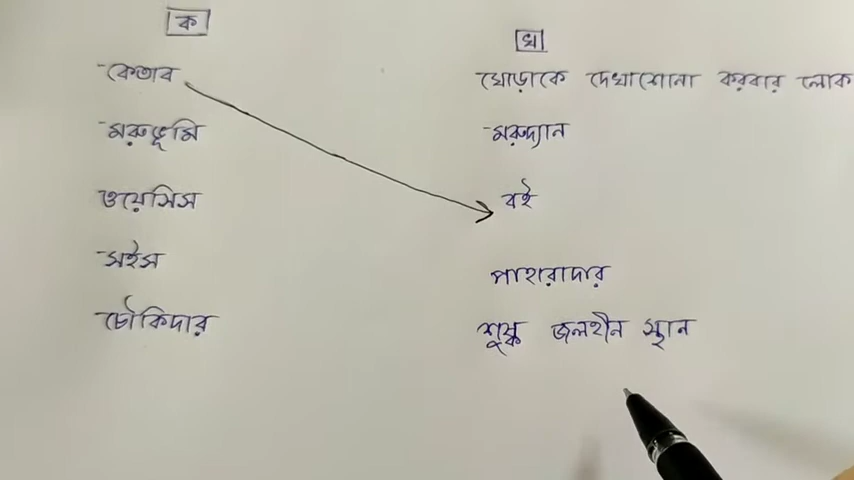 ক
খ
কেতাব
ঘোড়াকে দেখাশোনা করবার লোক
মরুভূমি
মরুদ্যান
ওয়েসিস
বই
সইস
পাহারাদার
চৌকিদার
শুষ্ক জলহীন স্থান